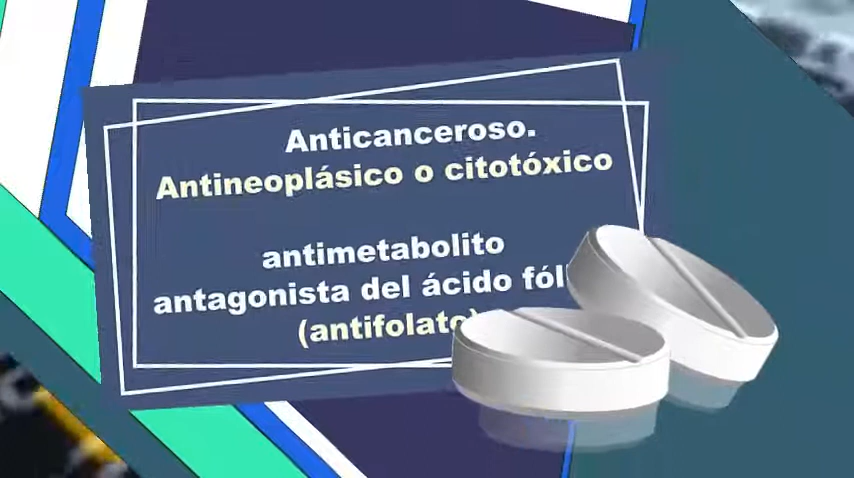 Anticanceroso.
Antineoplásico o citotóxico
antimetabolito
antagonista del ácido
(antifolato)